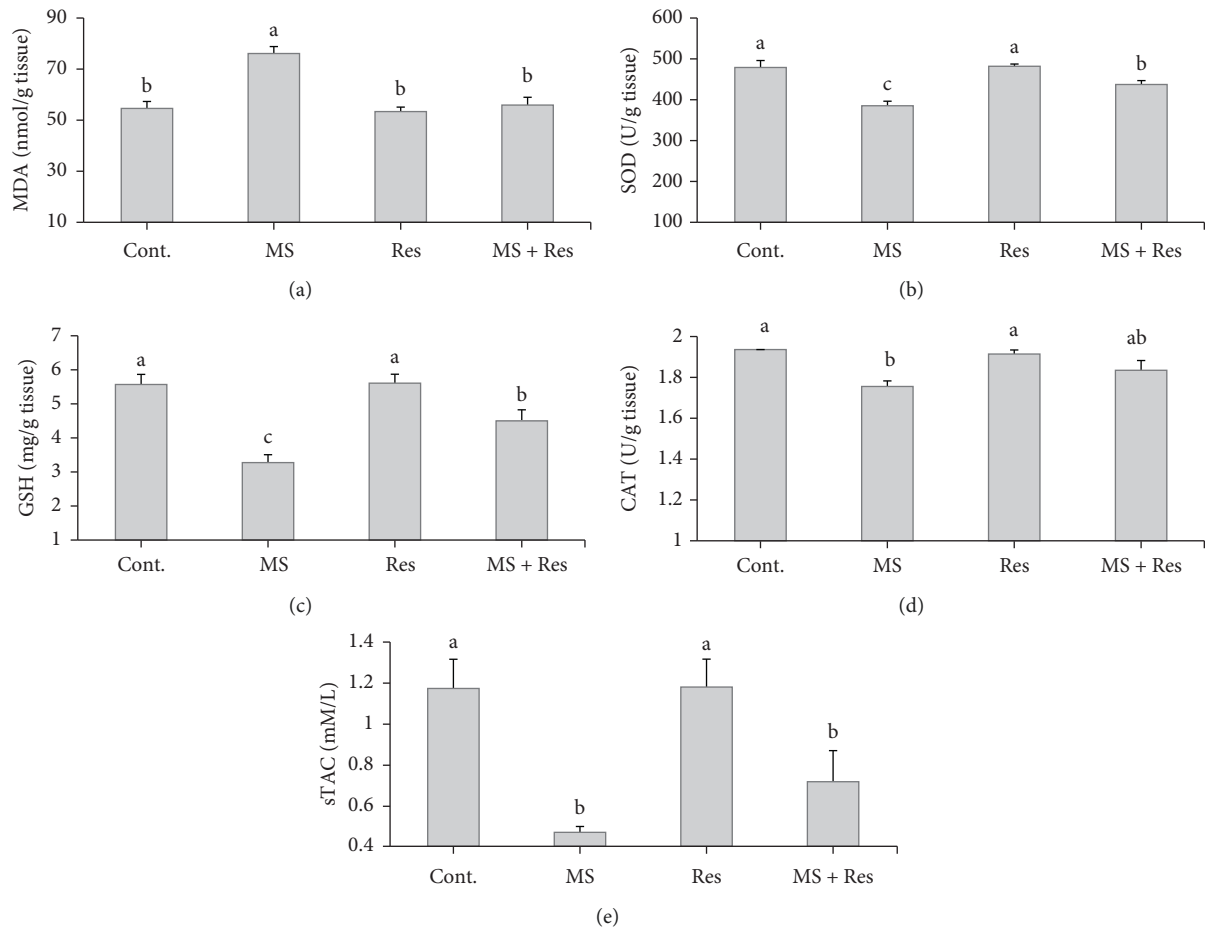 MDA (nmol/g tissue)
90
70
50
30
10
b
a
b
b
Cont.
MS
Res
MS + Res
(a)
SOD (U/g tissue)
600
500
400
300
200
100
a
c
a
b
Cont.
MS
Res
MS + Res
(b)
GSH (mg/g tissue)
7
6
5
4
3
2
1
a
c
a
b
Cont.
MS
Res
MS + Res
(c)
CAT (U/g tissue)
2
1.8
1.6
1.4
1.2
1
a
b
a
ab
Cont.
MS
Res
MS + Res
(d)
sTAC (mM/L)
1.4
1.2
1
0.8
0.6
0.4
a
b
a
b
Cont.
MS
Res
MS + Res
(e)